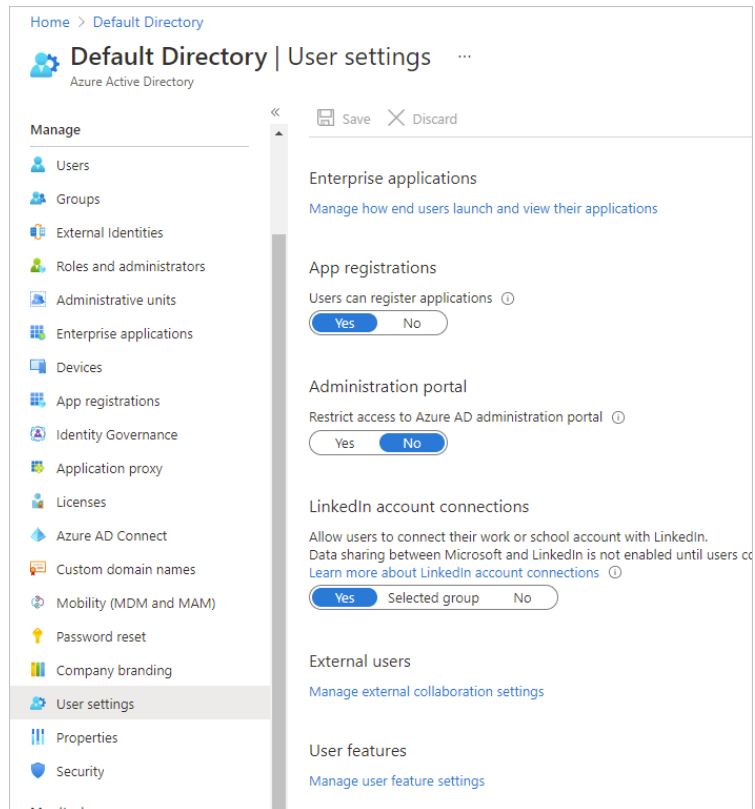 Home > Default Directory
Default Directory | User settings ...
Azure Active Directory
«
Save Discard
Manage
Users
Groups
External Identities
Roles and administrators
Administrative units
Enterprise applications
Devices
App registrations
Identity Governance
Application proxy
Licenses
Azure AD Connect
Custom domain names
Mobility (MDM and MAM)
Password reset
Company branding
User settings
Properties
Security
Enterprise applications
Manage how end users launch and view their applications
App registrations
Users can register applications
Yes No
Administration portal
Restrict access to Azure AD administration portal
Yes No
LinkedIn account connections
Allow users to connect their work or school account with LinkedIn.
Data sharing between Microsoft and LinkedIn is not enabled until users
Learn more about LinkedIn account connections
Yes Selected group No
External users
Manage external collaboration settings
User features
Manage user feature settings